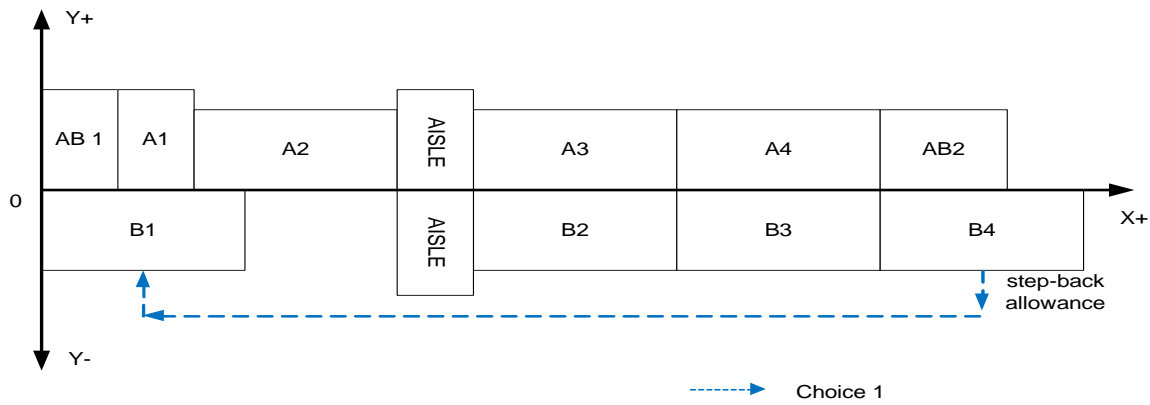 Y+
AB 1
A1
A2
AISLE
A3
A4
AB2
0
X+
B1
AISLE
B2
B3
B4
step-back
allowance
Y-
Choice 1